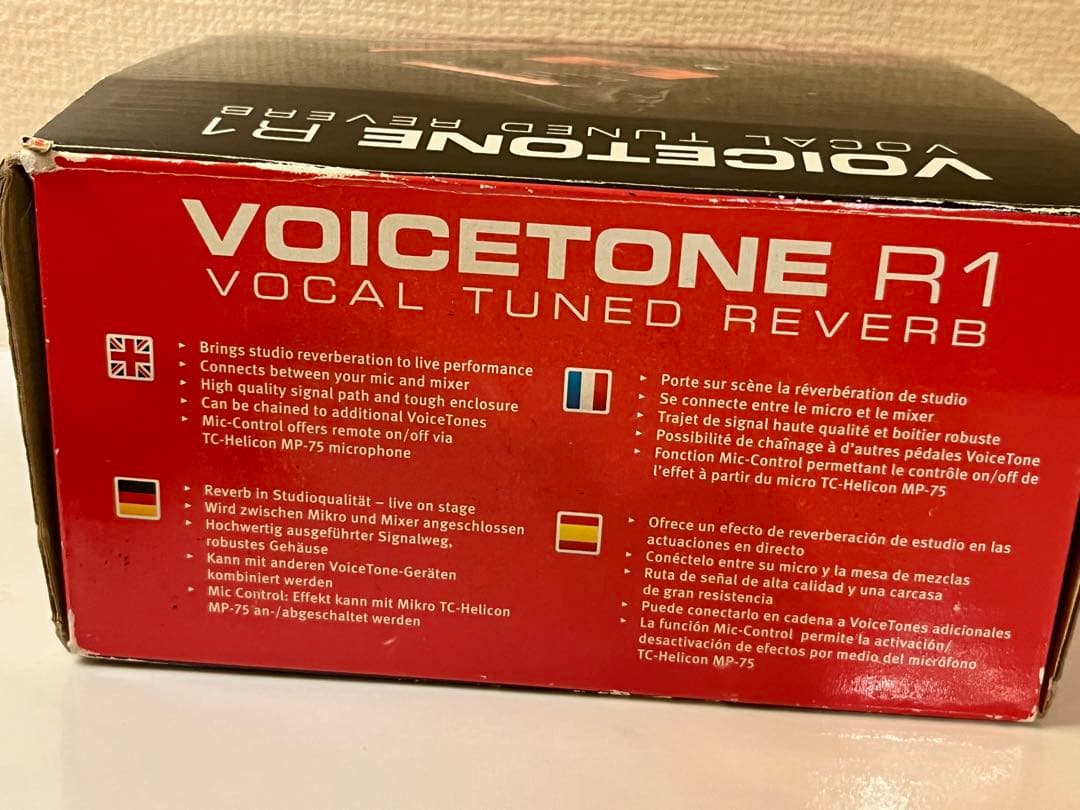 VOICETONE R1
VOCAL TUNED REVERB
VOICETONE R1
VOCAL TUNED REVERB
▸ Brings studio reverberation to live performance
▸ Connects between your mic and mixer
▸ High quality signal path and tough enclosure
▸ Can be chained to additional VoiceTones
▸ Mic-Control offers remote on/off via
TC-Helicon MP-75 microphone
▸ Porte sur scène la réverbération de studio
▸ Se connecte entre le micro et le mixer
▸ Trajet de signal haute qualité et boitier robuste
▸ Possibilité de chaînage à d'autres pédales VoiceTone
▸ Fonction Mic-Control permettant le contrôle on/off de
l'effet à partir du micro TC-Helicon MP-75
▸ Reverb in Studioqualität – live on stage
▸ Wird zwischen Mikro und Mixer angeschlossen
▸ Hochwertig ausgeführter Signalweg,
robustes Gehäuse
▸ Kann mit anderen VoiceTone-Geräten
kombiniert werden
▸ Mic Control: Effekt kann mit Mikro TC-Helicon
MP-75 an-/abgeschaltet werden
▸ Ofrece un efecto de reverberación de estudio en las
actuaciones en directo
▸ Conéctelo entre su micro y la mesa de mezclas
▸ Ruta de señal de alta calidad y una carcasa
de gran resistencia
▸ Puede conectarlo en cadena a VoiceTones adicionales
▸ La función Mic-Control permite la activación/
desactivación de efectos por medio del micrófono
TC-Helicon MP-75